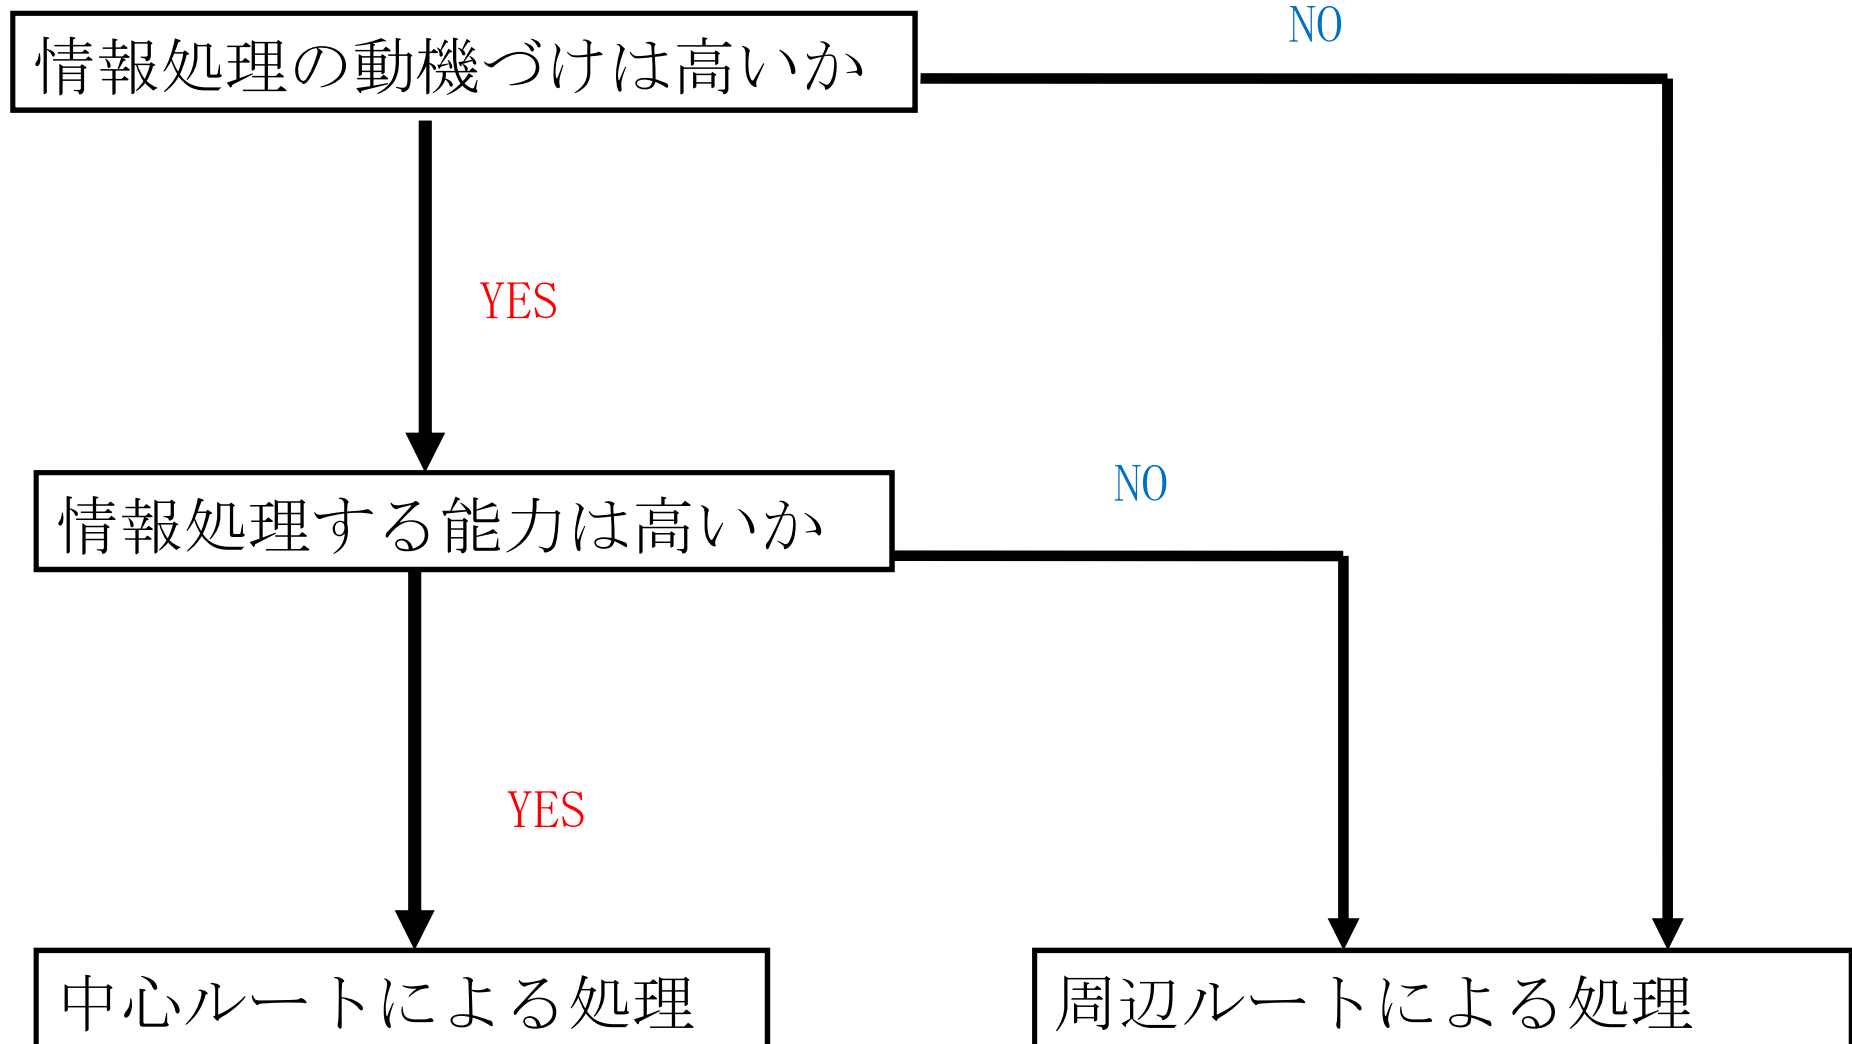 情報処理の動機づけは高いか
NO
YES
情報処理する能力は高いか
NO
YES
中心ルートによる処理
周辺ルートによる処理